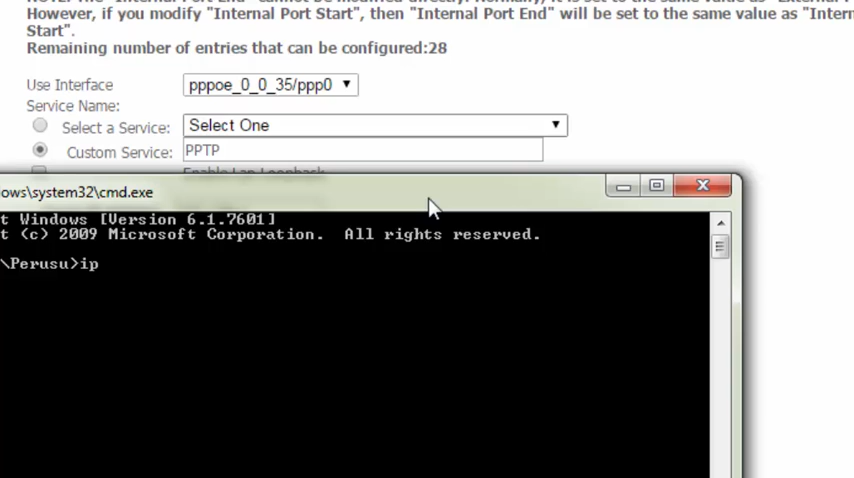 However, if you modify "Internal Port Start", then "Internal Port End" will be set to the same value as "Intern
Start".
Remaining number of entries that can be configured:28
Use Interface
pppoe_0_0_35/ppp0
Service Name:
Select a Service:
Select One
Custom Service:
PPTP
Enable Lan Loopback
ows\system32\cmd.exe
t Windows [Version 6.1.7601]
t (c) 2009 Microsoft Corporation. All rights reserved.
\Perusu>ip